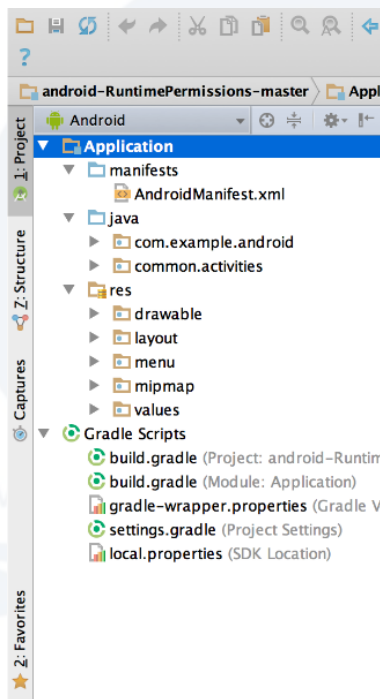 ?
android-RuntimePermissions-master
Appl
1: Project
Android
Application
manifests
AndroidManifest.xml
java
com.example.android
common.activities
res
drawable
layout
menu
mipmap
values
Gradle Scripts
build.gradle (Project: android-Runtim
build.gradle (Module: Application)
gradle-wrapper.properties (Gradle V
settings.gradle (Project Settings)
local.properties (SDK Location)
Z: Structure
Captures
2: Favorites